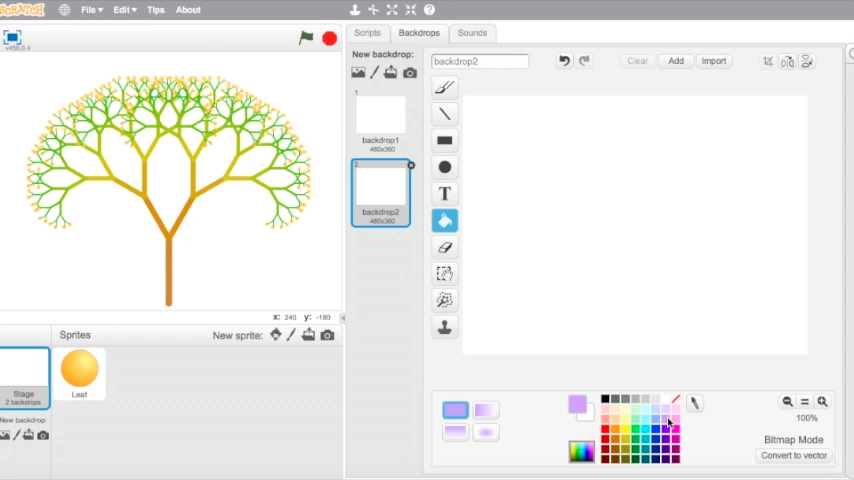 SCRATCH File▼ Edit▼ Tips About
v456.0.4
Scripts Backdrops Sounds
New backdrop:
1
backdrop1
480x360
2
backdrop2
480x360
backdrop2
Clear Add Import
T
x: 240 y: -180
Sprites New sprite:
Stage
2 backdrops
New backdrop:
Leaf
100%
Bitmap Mode
Convert to vector